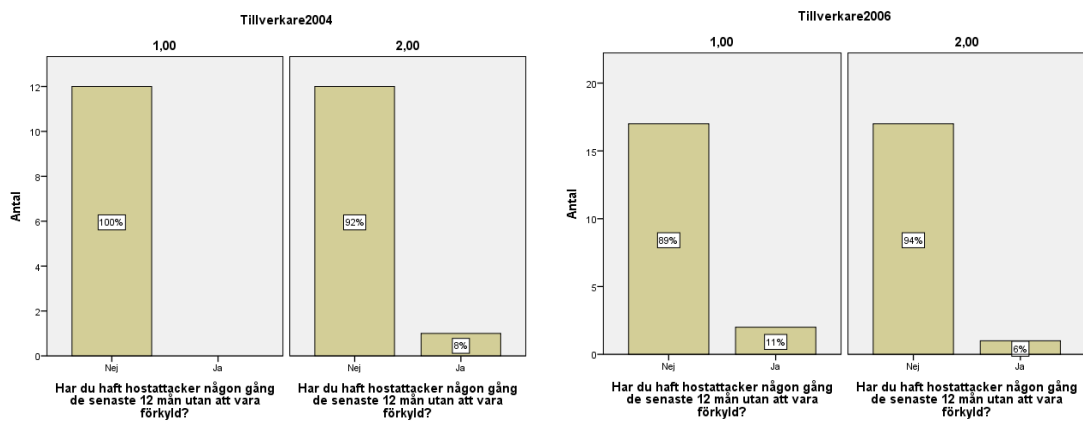 Tillverkare2004
1,00 2,00
Antal
12
10
8
6
4
2
0
100%
92%
8%
Nej Ja Nej Ja
Har du haft hostattacker någon gång
de senaste 12 mån utan att vara
förkyld?
Har du haft hostattacker någon gång
de senaste 12 mån utan att vara
förkyld?
Tillverkare2006
1,00 2,00
Antal
20
15
10
5
0
89%
11%
94%
6%
Nej Ja Nej Ja
Har du haft hostattacker någon gång
de senaste 12 mån utan att vara
förkyld?
Har du haft hostattacker någon gång
de senaste 12 mån utan att vara
förkyld?